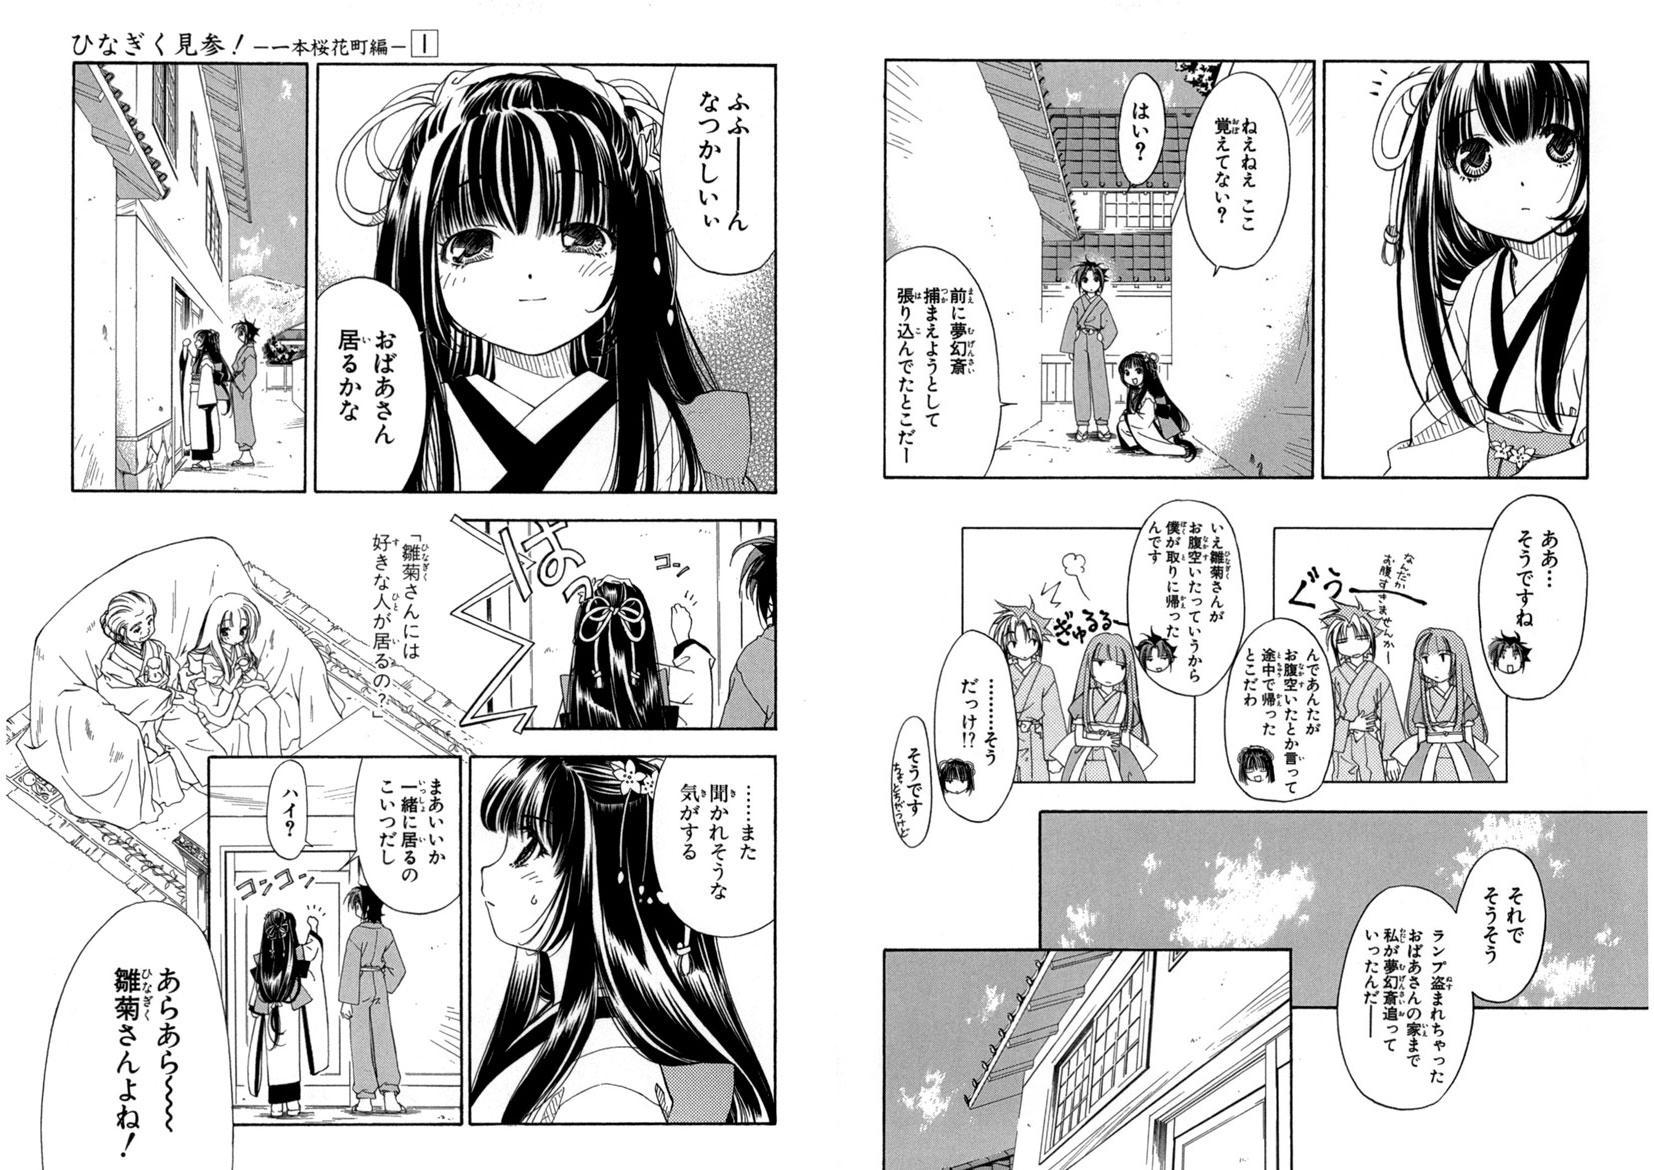 ねえねえ ここ
覚えてない?
はい?
前に夢幻斎
捕まえようとして
張り込んでたとこだー
ああ…
そうですね
なんだか
お腹すきませんかー
ぐぅー
んであんたが
お腹空いたとか言って
途中で帰った
とこだわ
いえ雛菊さんが
お腹空いたっていうから
僕が取りに帰った
んです
ぎゅるるー
………そう
だっけ!?
そうです
ちょっとちがうけど
それで
そうそう
ランプ盗まれちゃった
おばあさんの家まで
私が夢幻斎追って
いったんだ――
ひなぎく見参! −一本桜花町編− 1
ふふ――ん
なつかしいぃ
おばあさん
居るかな
コン
はっ
「雛菊さんには
好きな人が居るの?」
……また
聞かれそうな
気がする
まあいいか
一緒に居るの
こいつだし
ハイ?
コンコン
あらあら〜〜〜
雛菊さんよね!